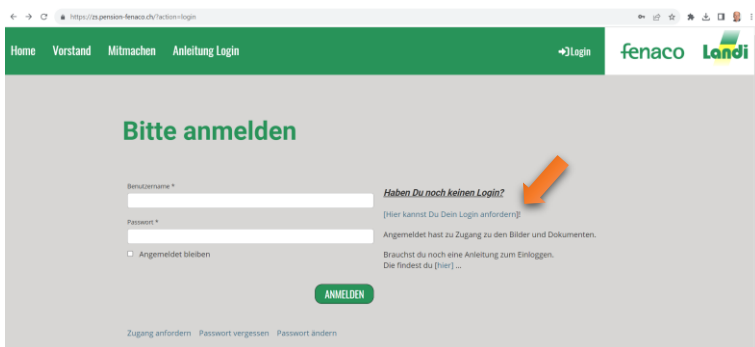 https://zs.pension-fenaco.ch/?action=login
Home Vorstand Mitmachen Anleitung Login Login fenaco Landi
Bitte anmelden
Benutzername *
Passwort *
Angemeldet bleiben
ANMELDEN
Zugang anfordern Passwort vergessen Passwort ändern
Haben Du noch keinen Login?
[Hier kannst Du Dein Login anfordern]!
Angemeldet hast zu Zugang zu den Bilder und Dokumenten.
Brauchst du noch eine Anleitung zum Einloggen.
Die findest du [hier] ...